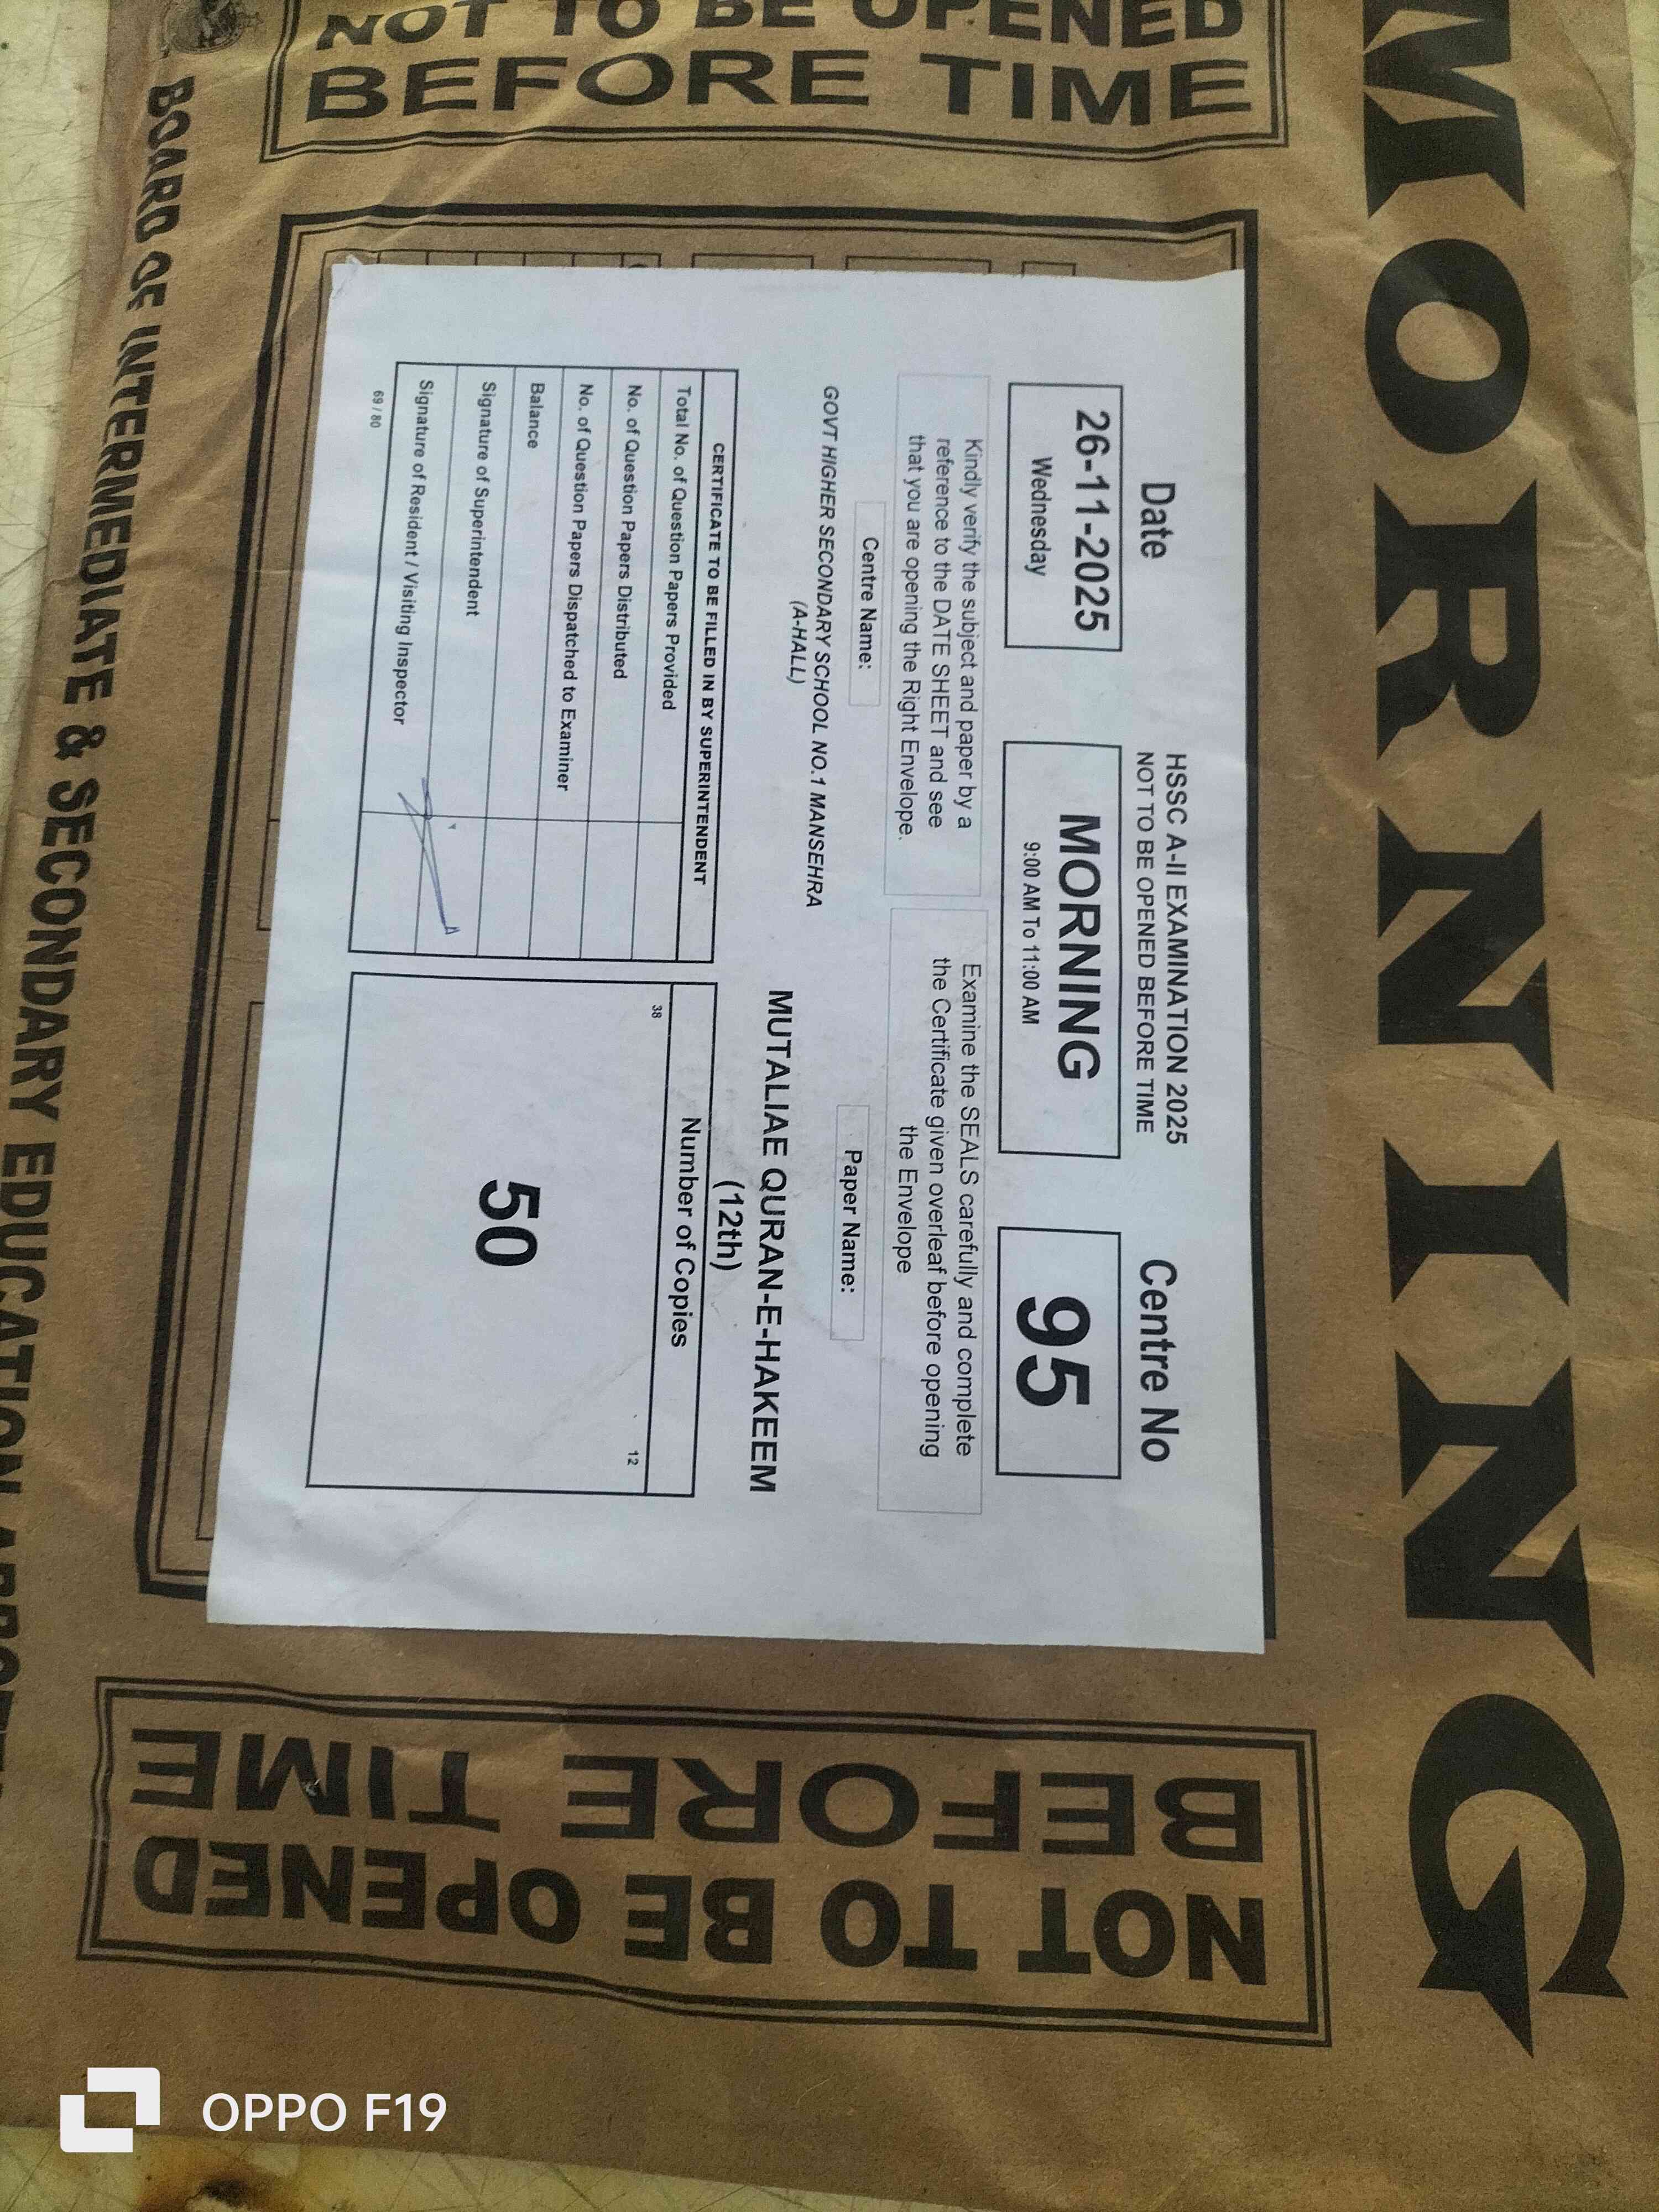 MORNING
NOT TO BE OPENED
BEFORE TIME
Date
26-11-2025
Wednesday
HSSC A-II EXAMINATION 2025
NOT TO BE OPENED BEFORE TIME
MORNING
9:00 AM To 11:00 AM
Centre No
95
Kindly verify the subject and paper by a
reference to the DATE SHEET and see
that you are opening the Right Envelope.
Examine the SEALS carefully and complete
the Certificate given overleaf before opening
the Envelope
Centre Name:
GOVT HIGHER SECONDARY SCHOOL NO.1 MANSEHRA
(A-HALL)
Paper Name:
MUTALIAE QURAN-E-HAKEEM
(12th)
CERTIFICATE TO BE FILLED IN BY SUPERINTENDENT
Total No. of Question Papers Provided
No. of Question Papers Distributed
No. of Question Papers Dispatched to Examiner
Balance
Signature of Superintendent
Signature of Resident / Visiting Inspector
69 / 80
Number of Copies
38
12
50
NOT TO BE OPENED
BEFORE TIME
BOARD OF INTERMEDIATE & SECONDARY EDUCATION
OPPO F19